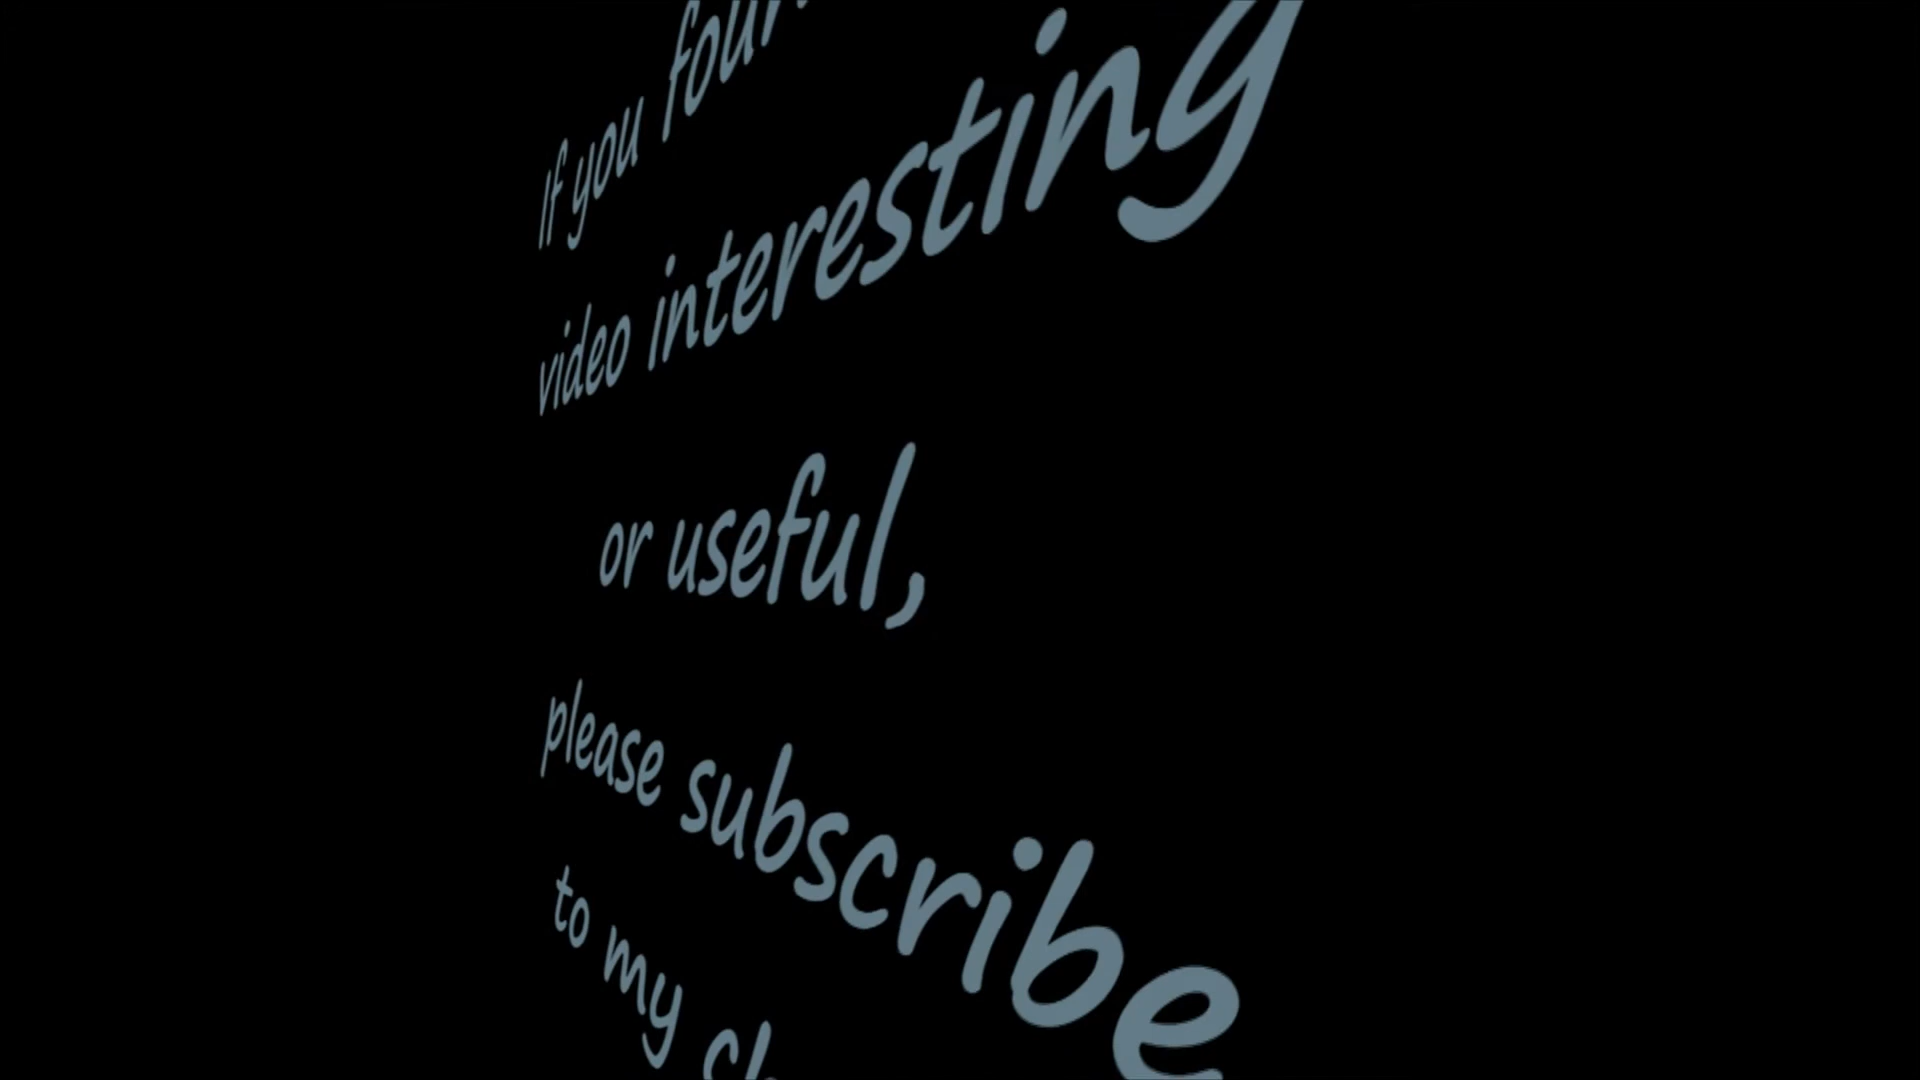 If you
video interesting
or useful,
please subscribe
to my